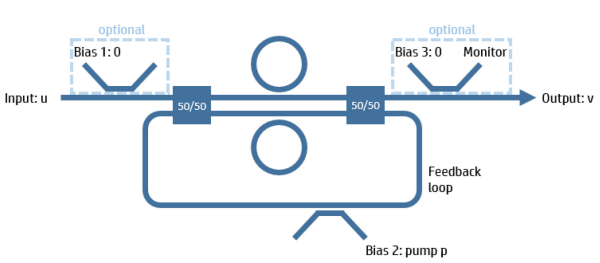 optional
optional
Bias 1: 0
Bias 3: 0 Monitor
Input: u
50/50
50/50
Output: v
Feedback
loop
Bias 2: pump p